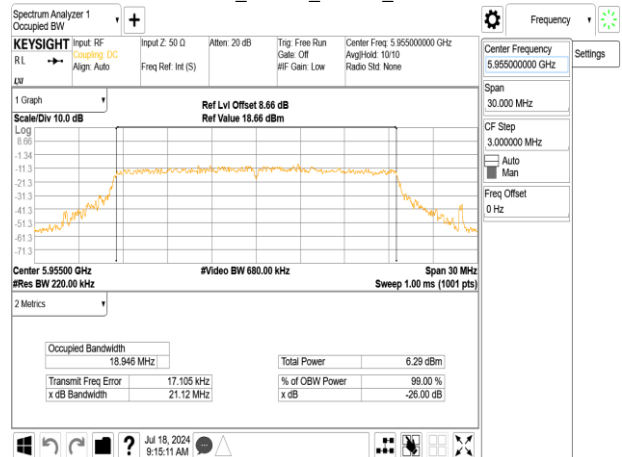 Spectrum Analyzer 1
Occupied BW
Frequency
KEYSIGHT
Input: RF
Coupling: DC
Align: Auto
Input Z: 50 Ω
Freq Ref: Int (S)
Atten: 20 dB
Trig: Free Run
Gate: Off
#IF Gain: Low
Center Freq: 5.955000000 GHz
Avg|Hold: 10/10
Radio Std: None
RL
LXI
Center Frequency
5.955000000 GHz
Settings
Span
30.000 MHz
CF Step
3.000000 MHz
Auto
Man
Freq Offset
0 Hz
1 Graph
Scale/Div 10.0 dB
Ref Lvl Offset 8.66 dB
Ref Value 18.66 dBm
Log
8.66
-1.34
-11.3
-21.3
-31.3
-41.3
-51.3
-61.3
-71.3
Center 5.95500 GHz
#Video BW 680.00 kHz
Span 30 MHz
#Res BW 220.00 kHz
Sweep 1.00 ms (1001 pts)
2 Metrics
Occupied Bandwidth
18.946 MHz
Total Power 6.29 dBm
Transmit Freq Error 17.105 kHz
% of OBW Power 99.00 %
x dB Bandwidth 21.12 MHz
x dB -26.00 dB
Jul 18, 2024
9:15:11 AM